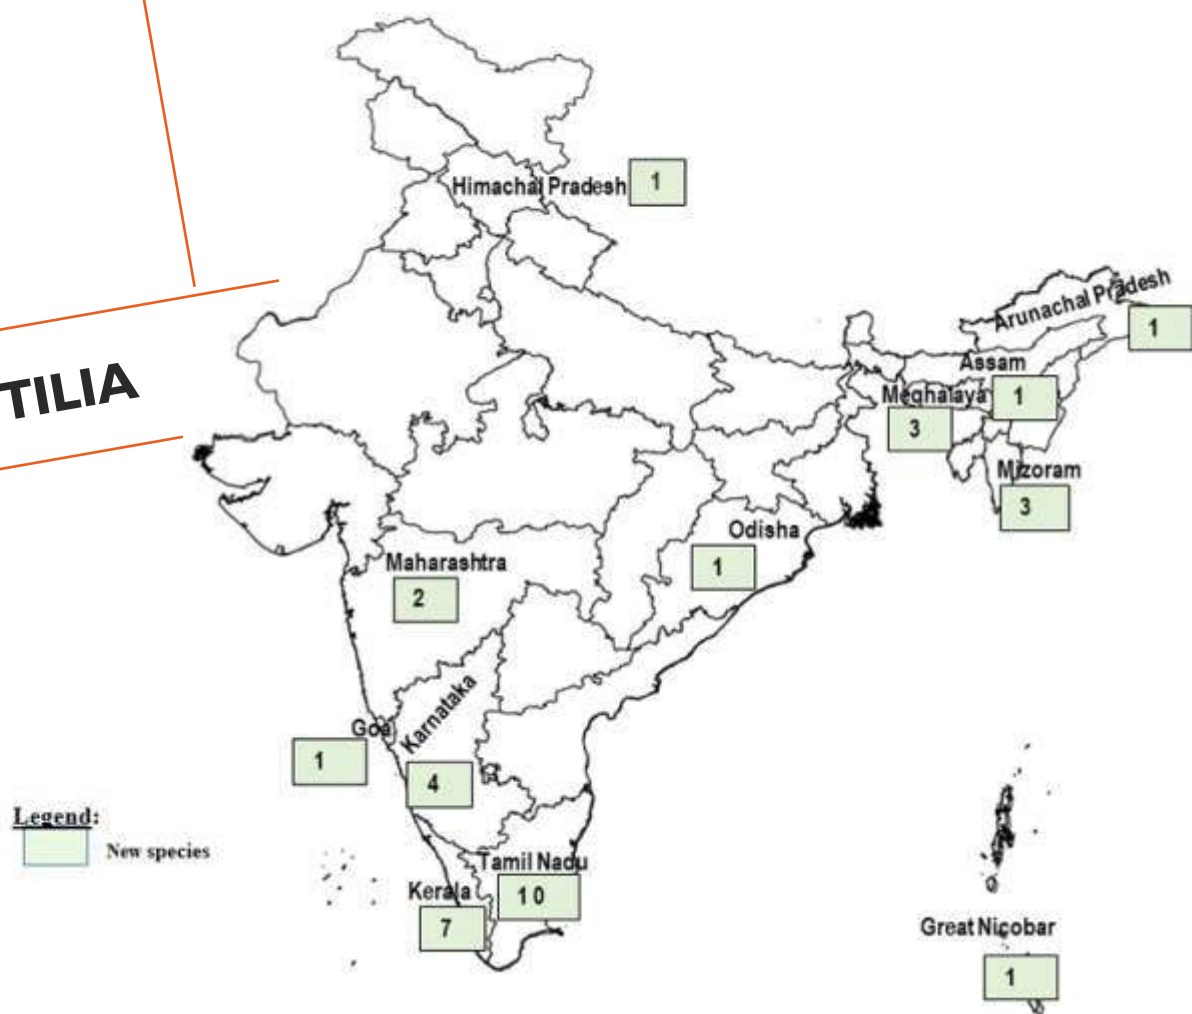 Himachal Pradesh
1
Arunachal Pradesh
1
TILIA
Assam
1
Meghalaya
3
Mizoram
3
Odisha
1
Maharashtra
2
Karnataka
4
Goa
1
Legend:
New species
Tamil Nadu
10
Kerala
7
Great Nicobar
1